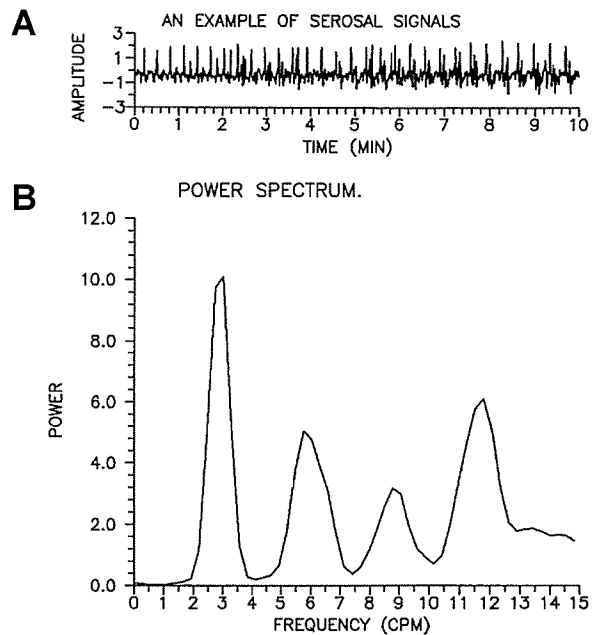 A
AN EXAMPLE OF SEROSAL SIGNALS
AMPLITUDE
3
1
−1
−3
0 1 2 3 4 5 6 7 8 9 10
TIME (MIN)
B
POWER SPECTRUM.
POWER
12.0
10.0
8.0
6.0
4.0
2.0
0.0
0 1 2 3 4 5 6 7 8 9 10 11 12 13 14 15
FREQUENCY (CPM)